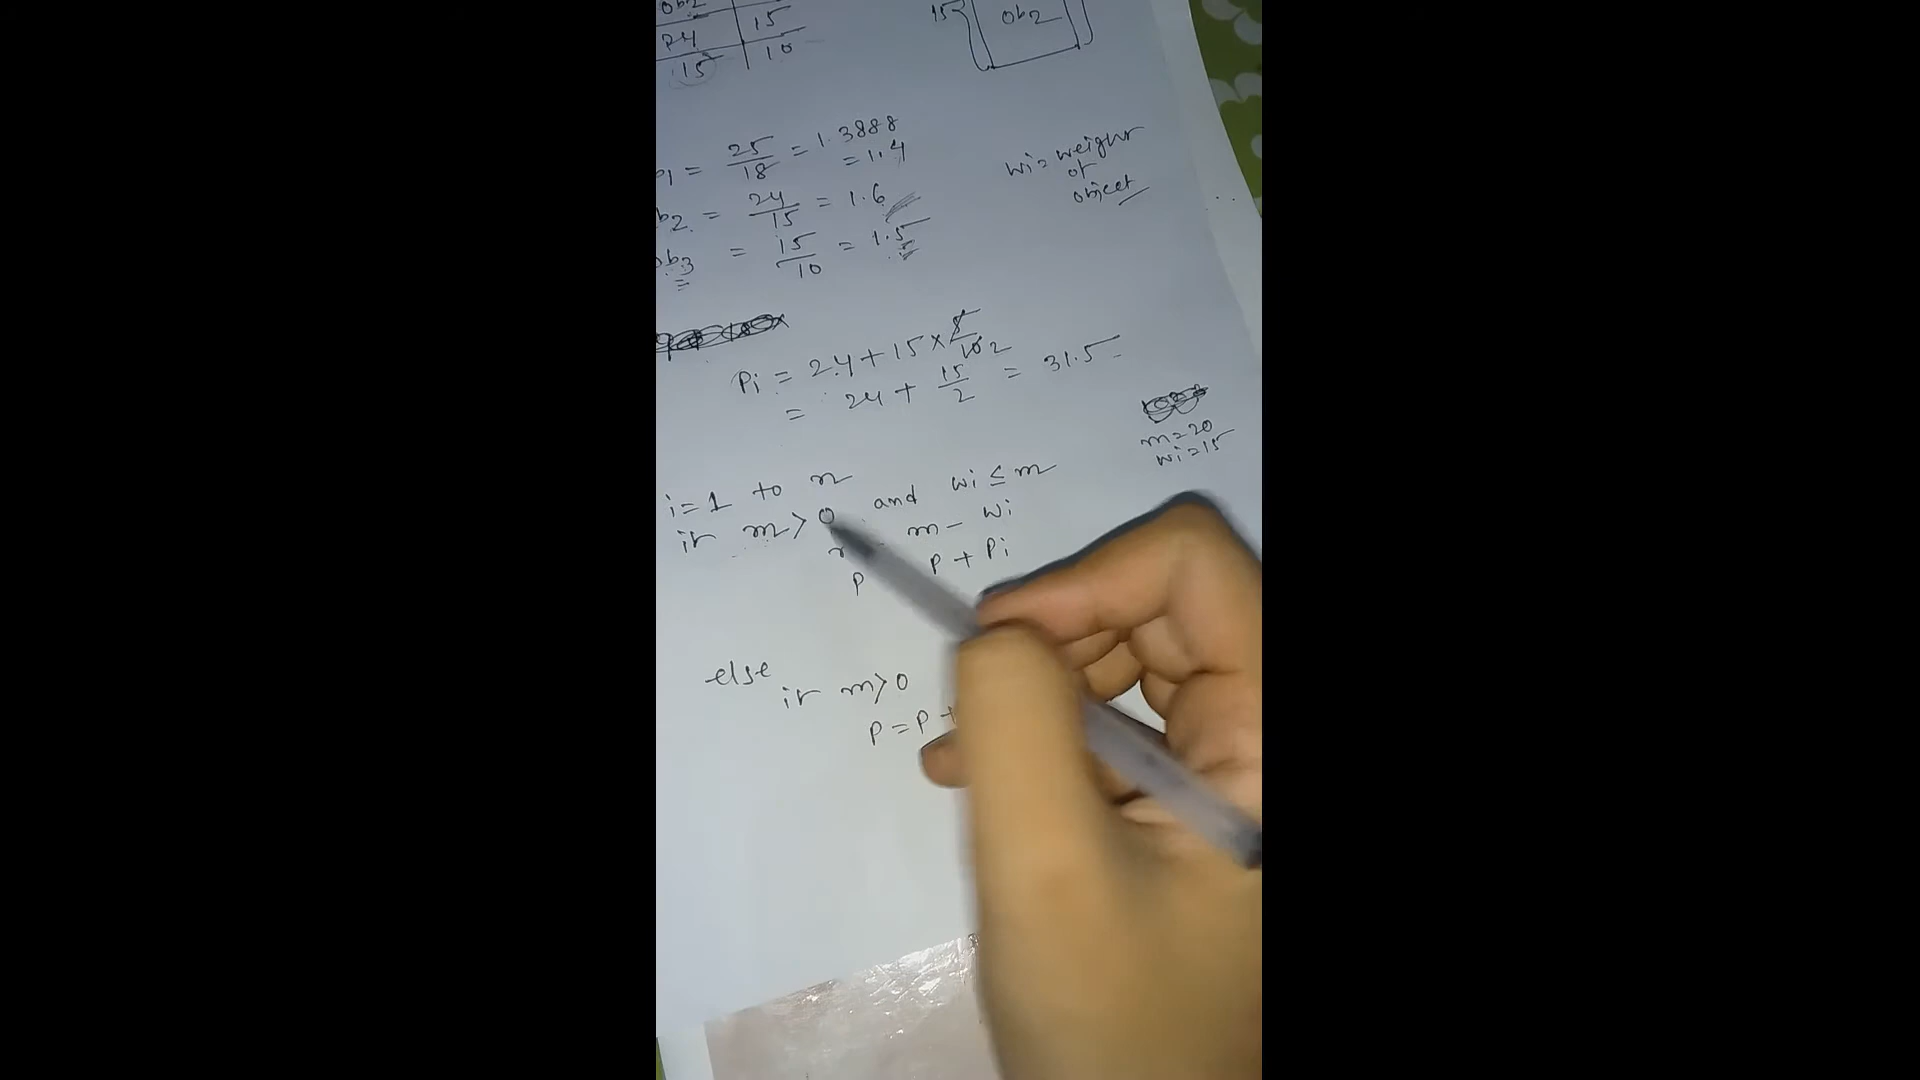 ob2
24 15
15 10
15 { ob2
= 25/18 = 1.3888
= 1.4
b2 = 24/15 = 1.6
ob3 = 15/10 = 1.5
wi = weight
of
object
Pi = 24 + 15 × 5/10 2
= 24 + 15/2 = 31.5
m=20
wi=15
i=1 to n
if m>0 and wi ≤ m
m - wi
P P + Pi
else
if m>0
P=P+